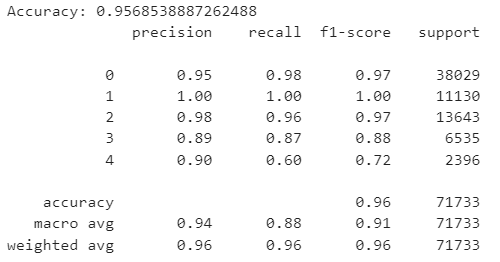 Accuracy: 0.9568538887262488
precision recall f1-score support
0 0.95 0.98 0.97 38029
1 1.00 1.00 1.00 11130
2 0.98 0.96 0.97 13643
3 0.89 0.87 0.88 6535
4 0.90 0.60 0.72 2396
accuracy 0.96 71733
macro avg 0.94 0.88 0.91 71733
weighted avg 0.96 0.96 0.96 71733